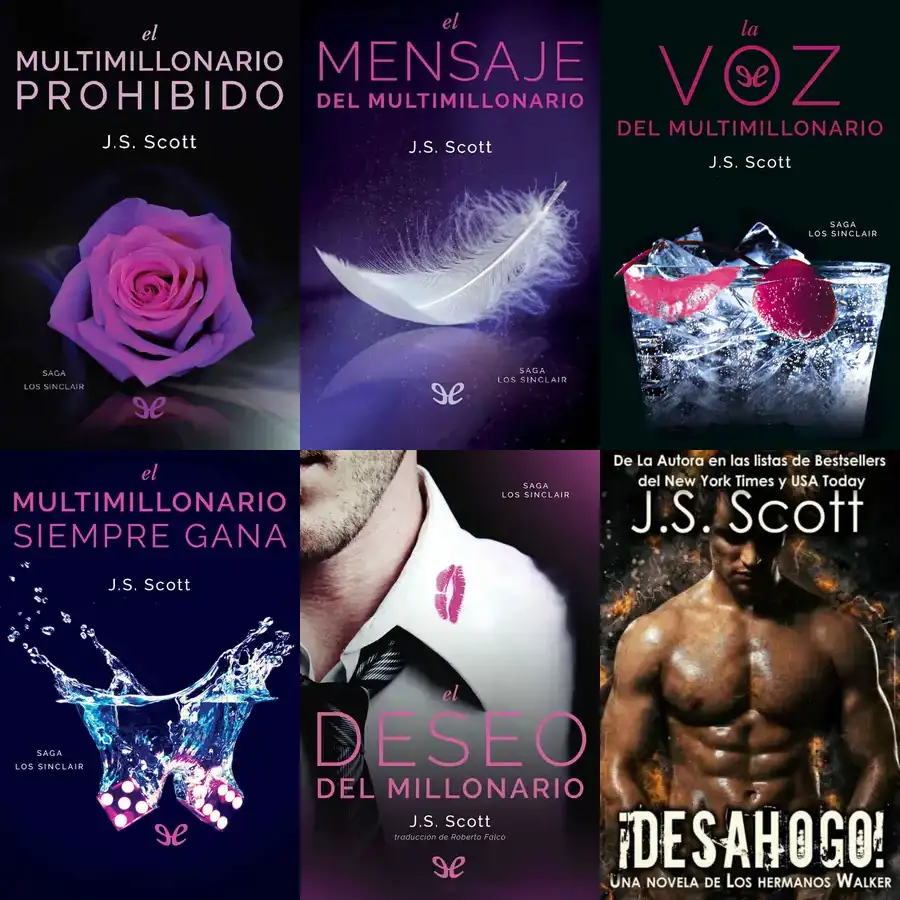 el
MULTIMILLONARIO
PROHIBIDO
J.S. Scott
SAGA
LOS SINCLAIR
el
MENSAJE
DEL MULTIMILLONARIO
J.S. Scott
SAGA
LOS SINCLAIR
la
VOZ
DEL MULTIMILLONARIO
J.S. Scott
SAGA
LOS SINCLAIR
el
MULTIMILLONARIO
SIEMPRE GANA
J.S. Scott
SAGA
LOS SINCLAIR
SAGA
LOS SINCLAIR
el
DESEO
DEL MILLONARIO
J.S. Scott
traducción de Roberto Falcó
De La Autora en las listas de Bestsellers
del New York Times y USA Today
J.S. Scott
¡DESAHOGO!
UNA NOVELA DE LOS HERMANOS WALKER